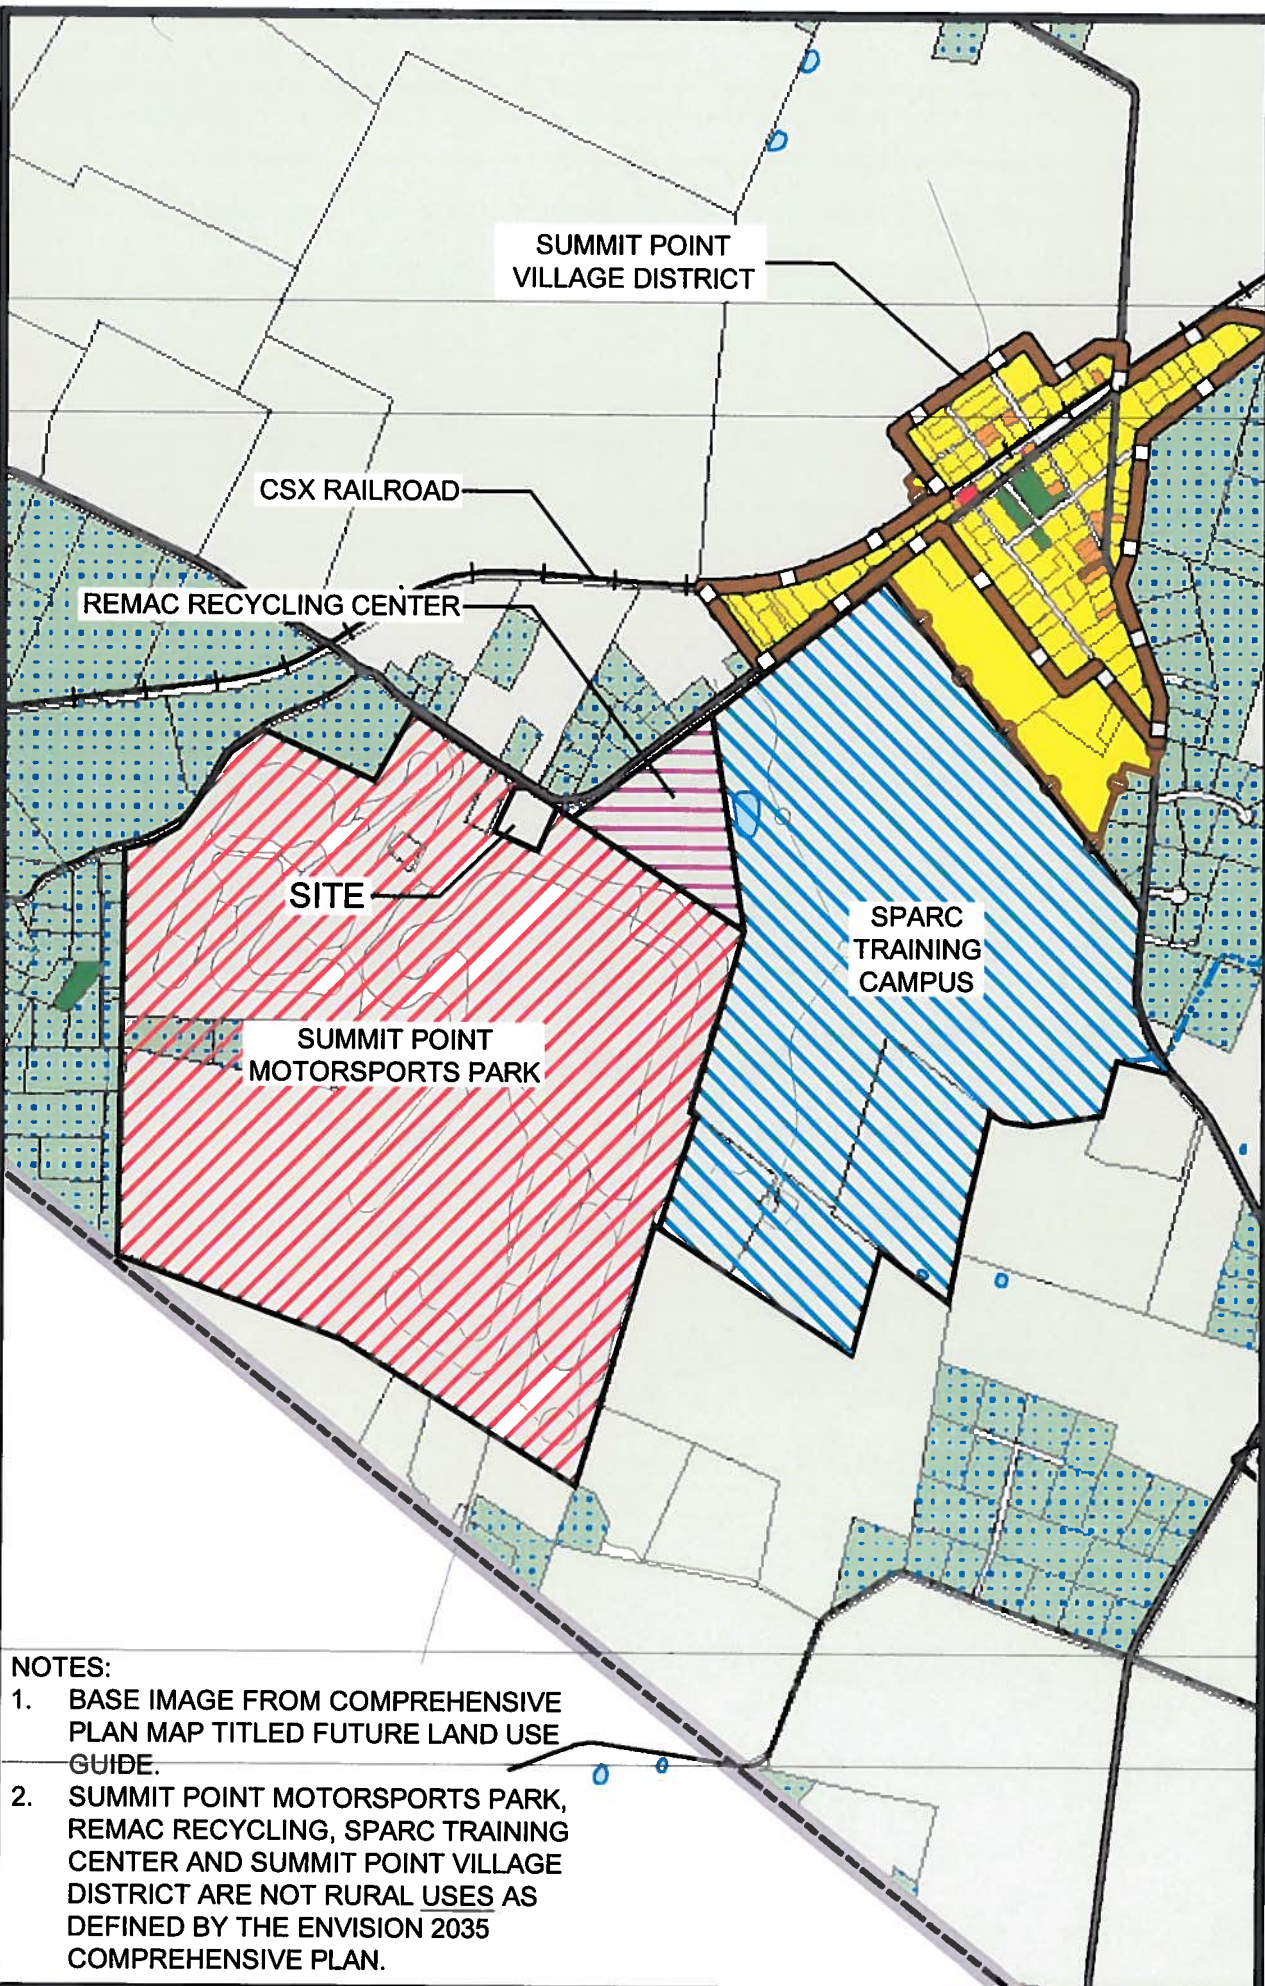 SUMMIT POINT
VILLAGE DISTRICT
CSX RAILROAD
REMAC RECYCLING CENTER
SITE
SPARC
TRAINING
CAMPUS
SUMMIT POINT
MOTORSPORTS PARK
NOTES:
1. BASE IMAGE FROM COMPREHENSIVE
PLAN MAP TITLED FUTURE LAND USE
GUIDE.
2. SUMMIT POINT MOTORSPORTS PARK,
REMAC RECYCLING, SPARC TRAINING
CENTER AND SUMMIT POINT VILLAGE
DISTRICT ARE NOT RURAL USES AS
DEFINED BY THE ENVISION 2035
COMPREHENSIVE PLAN.